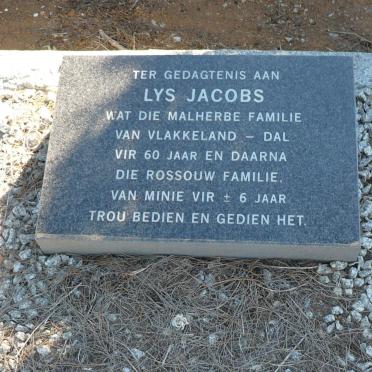 TER GEDAGTENIS AAN
LYS JACOBS
WAT DIE MALHERBE FAMILIE
VAN VLAKKELAND – DAL
VIR 60 JAAR EN DAARNA
DIE ROSSOUW FAMILIE.
VAN MINIE VIR ± 6 JAAR
TROU BEDIEN EN GEDIEN HET.